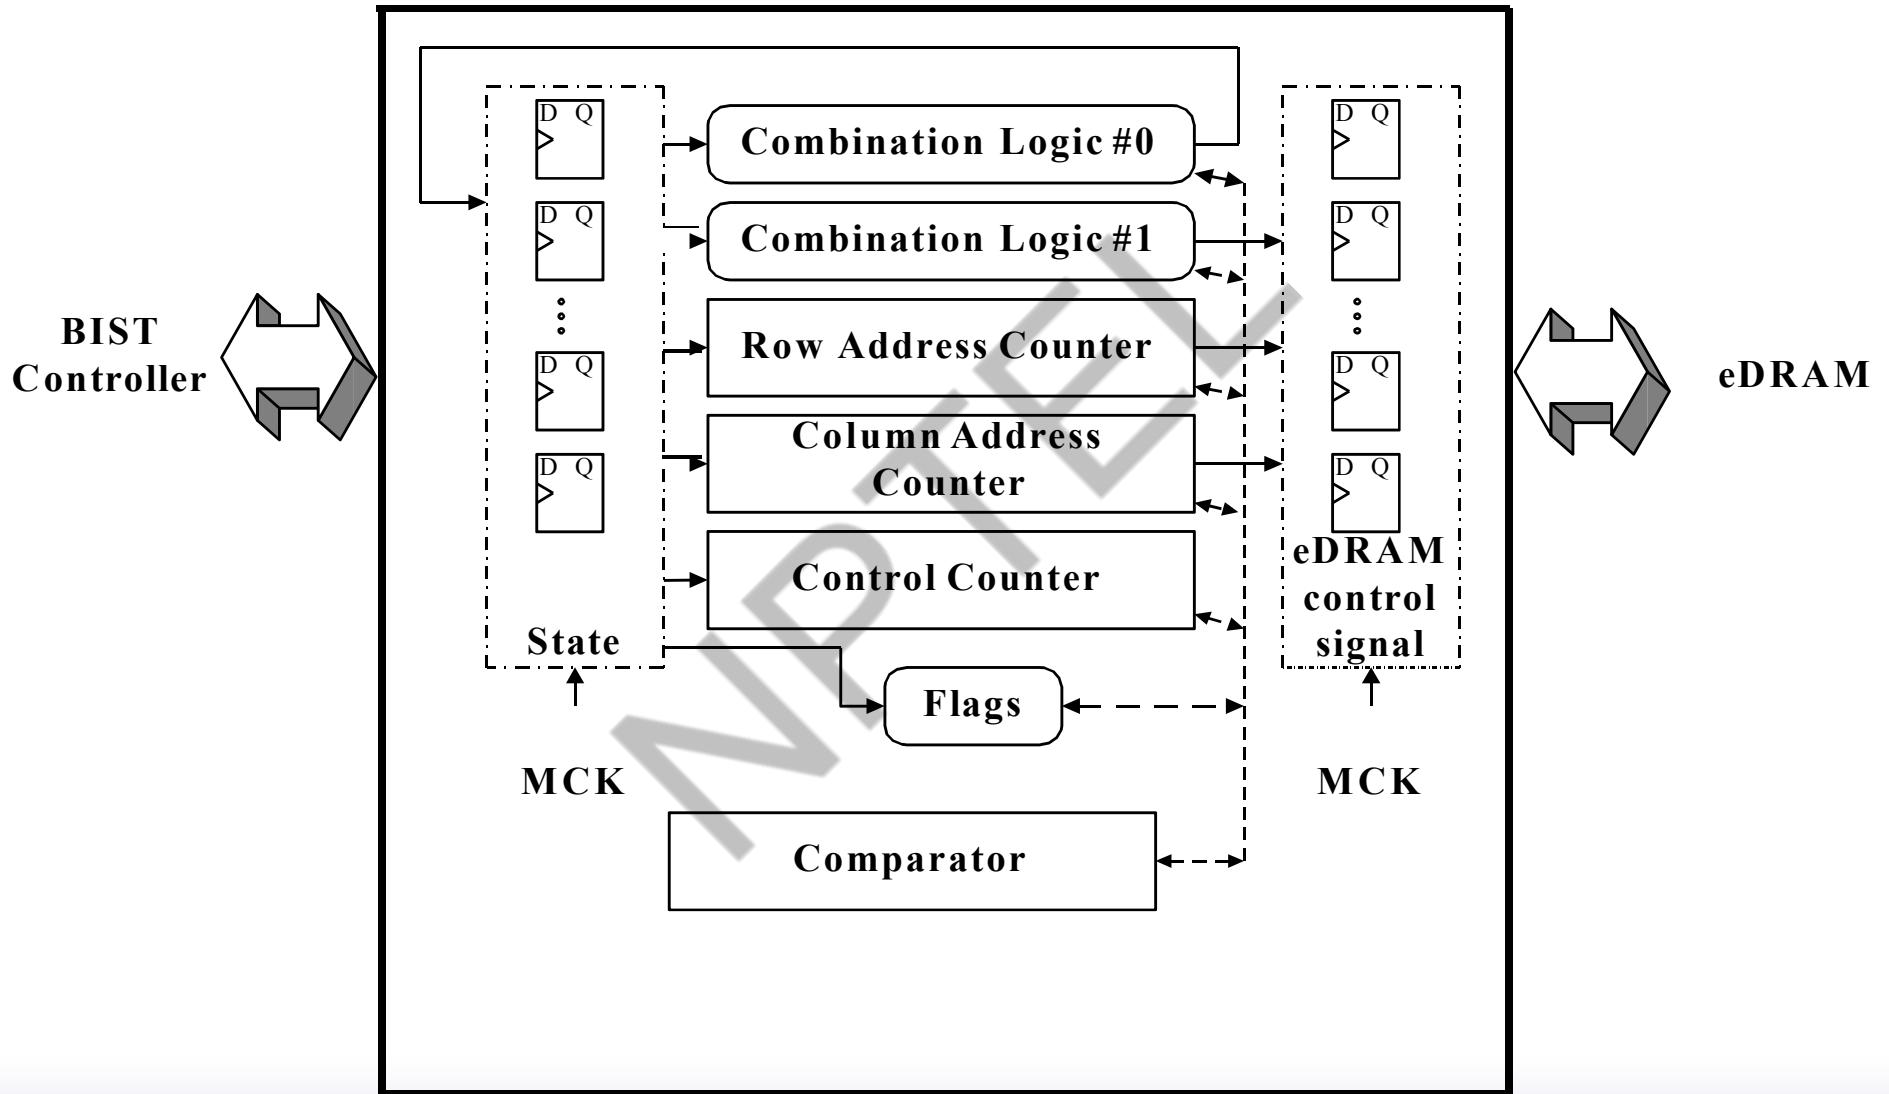 D Q
D Q
Combination Logic #0
D Q
D Q
Combination Logic #1
BIST
Controller
Row Address Counter
D Q
D Q
eDRAM
Column Address
Counter
D Q
D Q
Control Counter
eDRAM
control
signal
State
Flags
MCK
MCK
Comparator
NPTEL